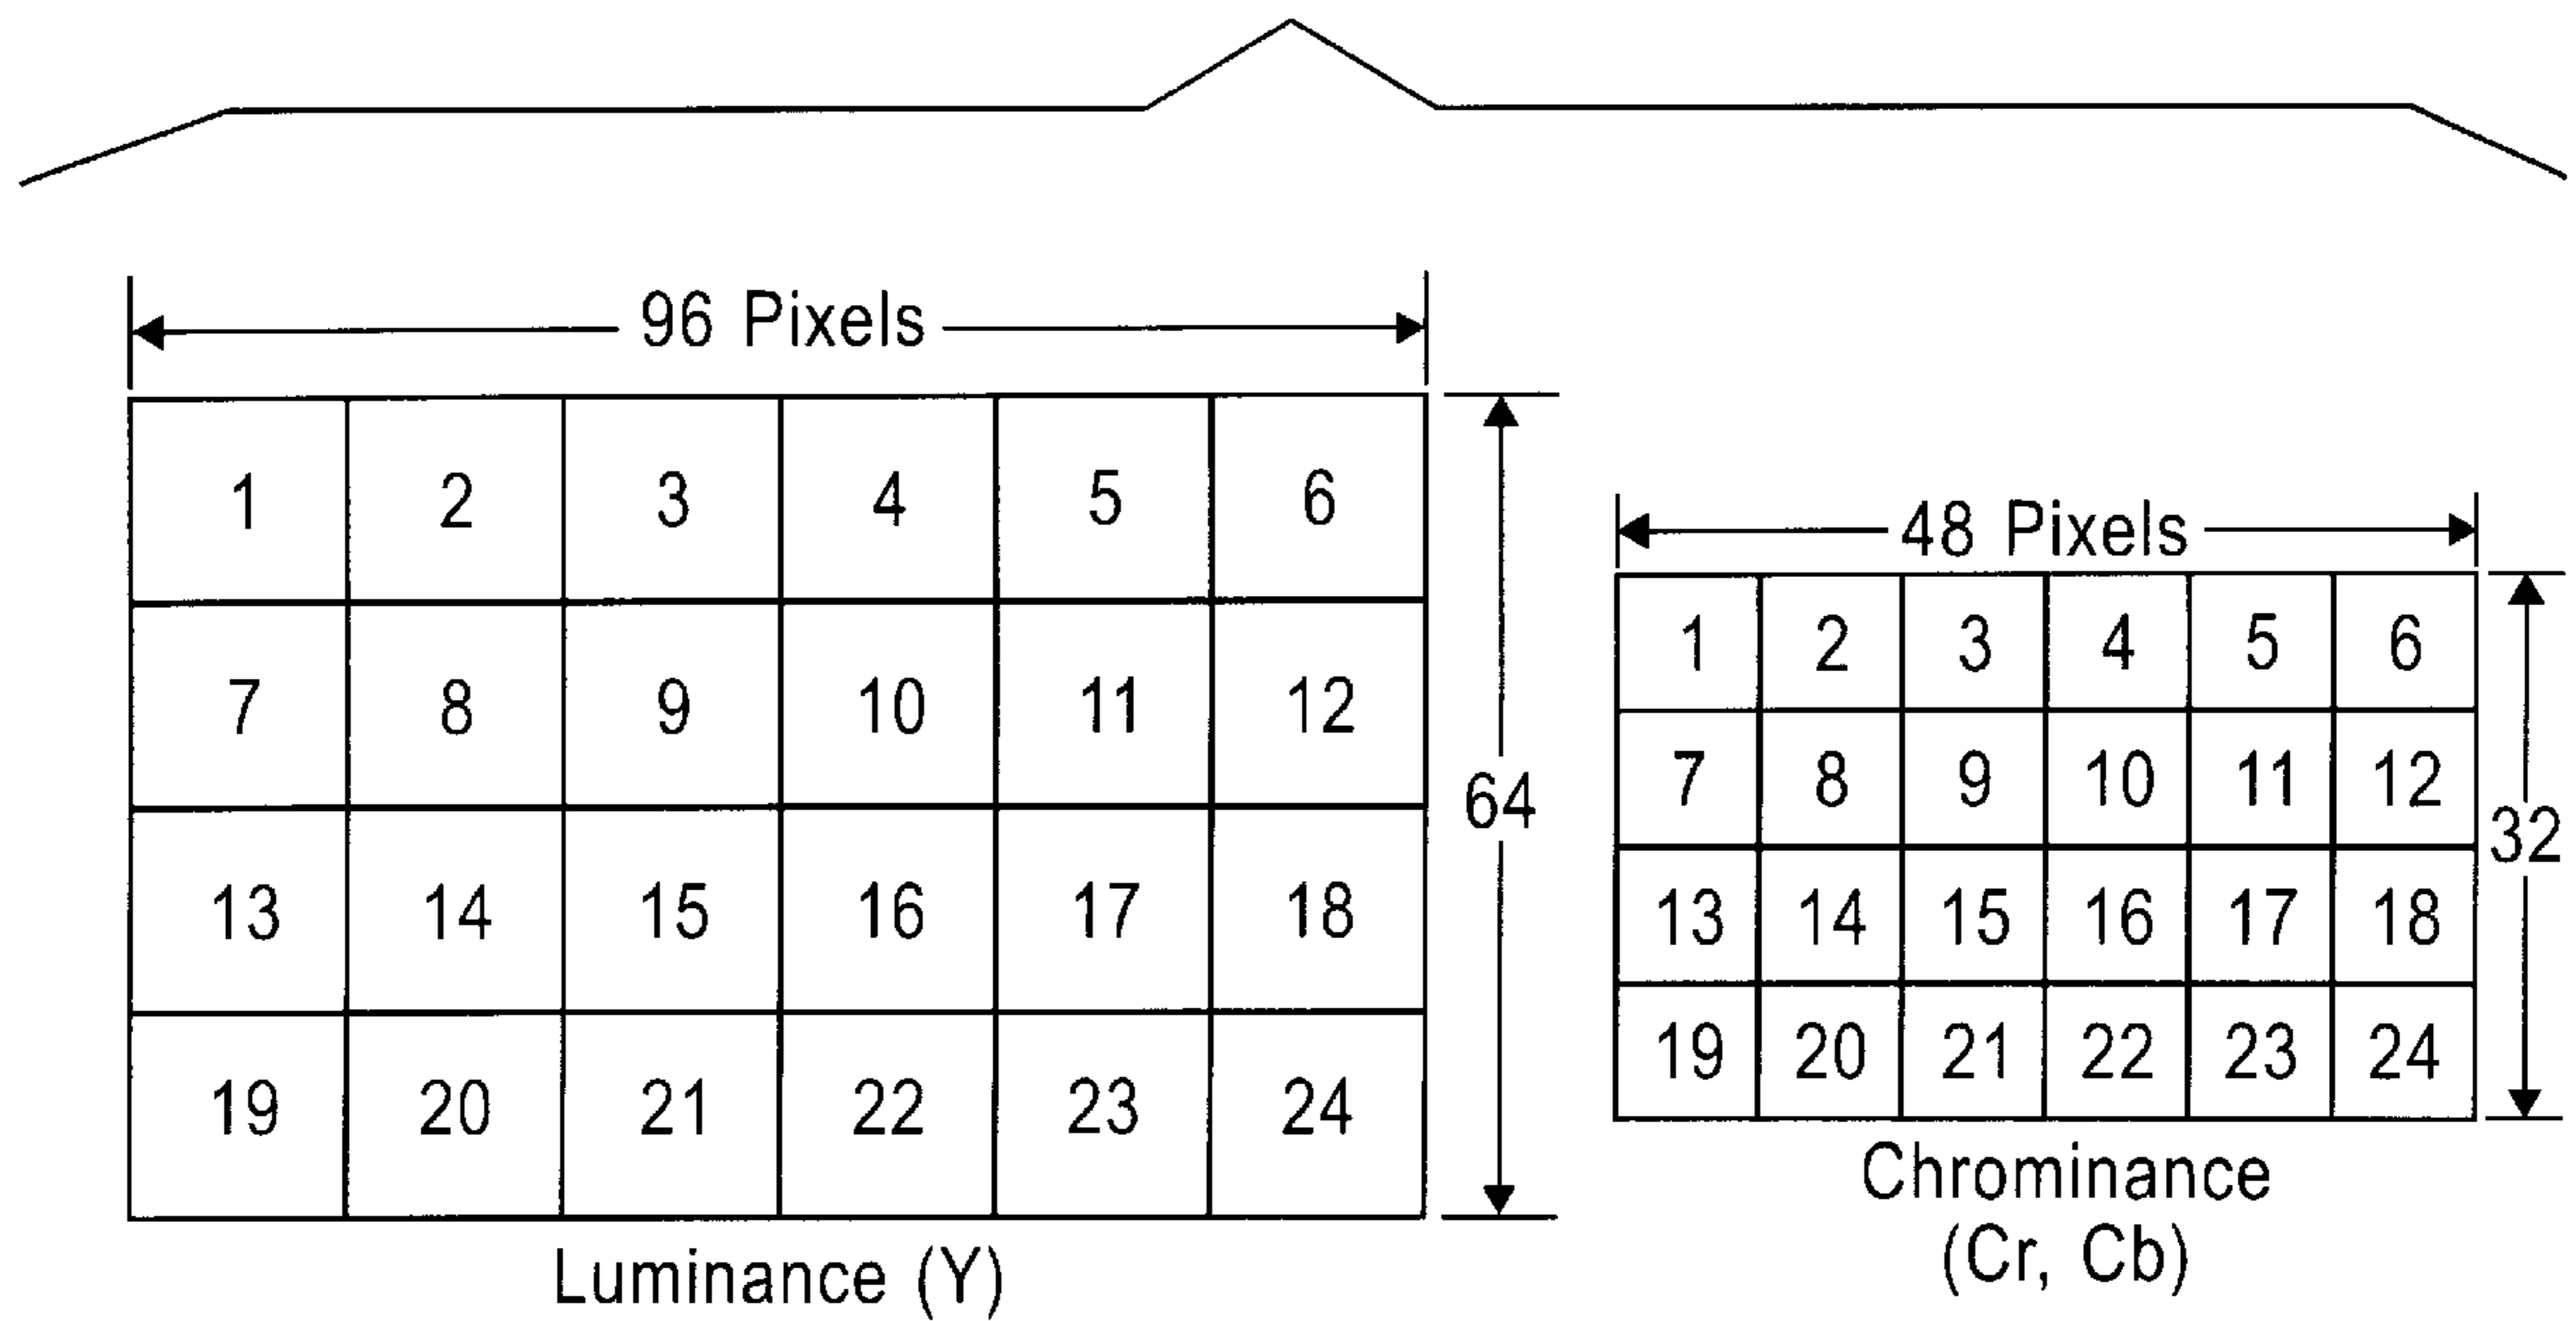 96 Pixels
1 2 3 4 5 6
7 8 9 10 11 12
13 14 15 16 17 18
19 20 21 22 23 24
64
Luminance (Y)
48 Pixels
1 2 3 4 5 6
7 8 9 10 11 12
13 14 15 16 17 18
19 20 21 22 23 24
32
Chrominance
(Cr, Cb)